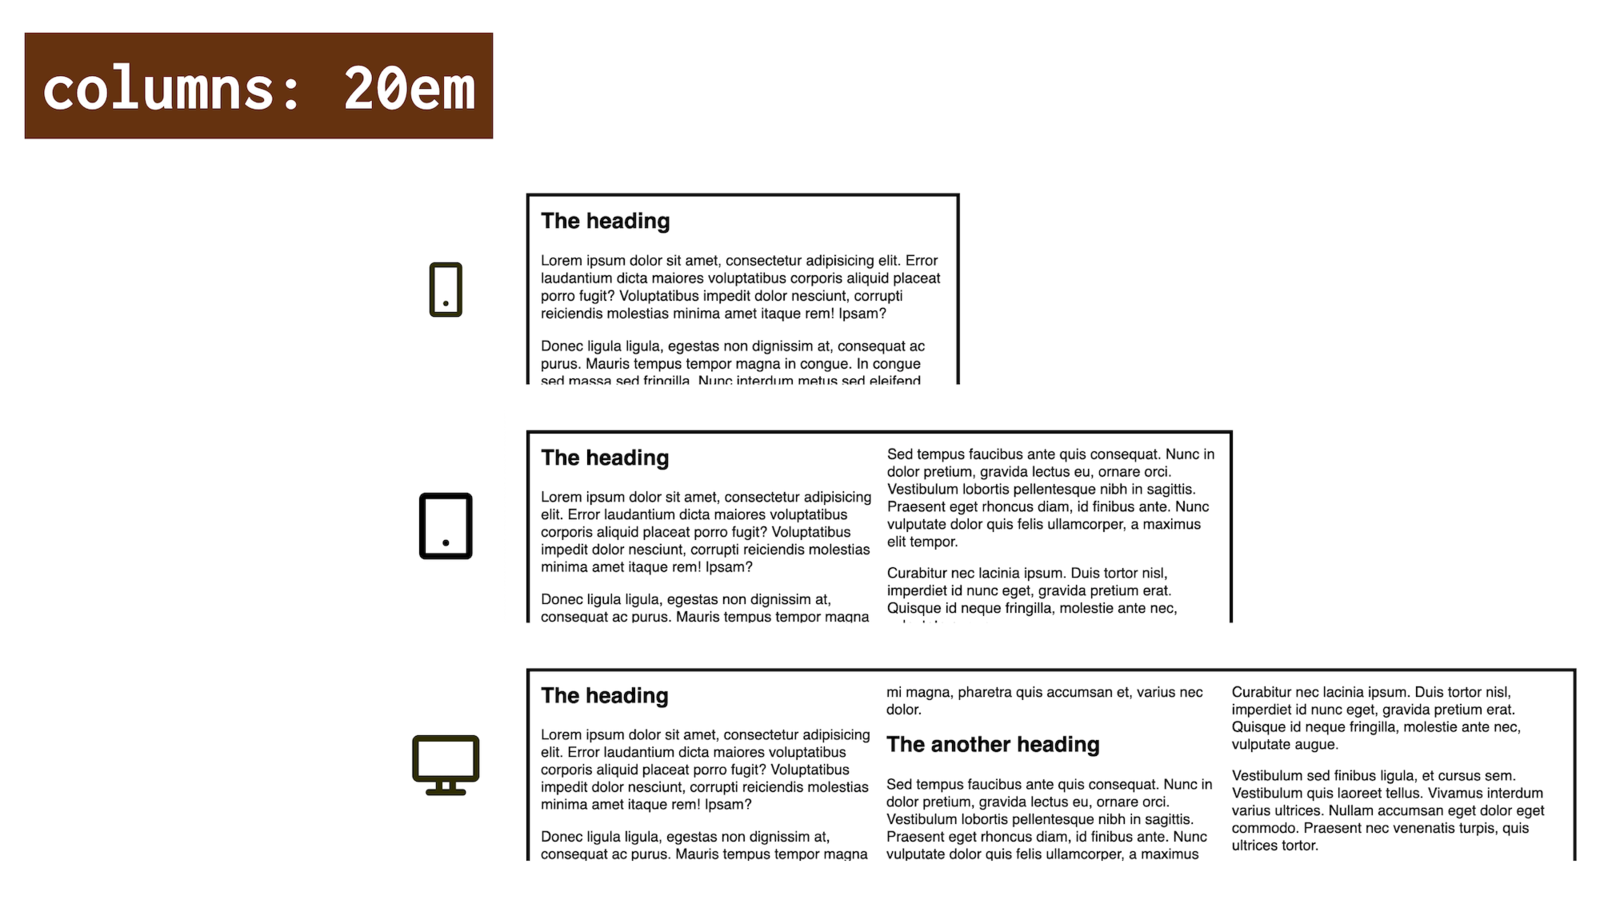 columns: 20em
The heading
Lorem ipsum dolor sit amet, consectetur adipisicing elit. Error
laudantium dicta maiores voluptatibus corporis aliquid placeat
porro fugit? Voluptatibus impedit dolor nesciunt, corrupti
reiciendis molestias minima amet itaque rem! Ipsam?
Donec ligula ligula, egestas non dignissim at, consequat ac
purus. Mauris tempus tempor magna in congue. In congue
sed massa sed fringilla. Nunc interdum metus sed eleifend
The heading
Lorem ipsum dolor sit amet, consectetur adipisicing
elit. Error laudantium dicta maiores voluptatibus
corporis aliquid placeat porro fugit? Voluptatibus
impedit dolor nesciunt, corrupti reiciendis molestias
minima amet itaque rem! Ipsam?
Donec ligula ligula, egestas non dignissim at,
consequat ac purus. Mauris tempus tempor magna
Sed tempus faucibus ante quis consequat. Nunc in
dolor pretium, gravida lectus eu, ornare orci.
Vestibulum lobortis pellentesque nibh in sagittis.
Praesent eget rhoncus diam, id finibus ante. Nunc
vulputate dolor quis felis ullamcorper, a maximus
elit tempor.
Curabitur nec lacinia ipsum. Duis tortor nisl,
imperdiet id nunc eget, gravida pretium erat.
Quisque id neque fringilla, molestie ante nec,
The heading
Lorem ipsum dolor sit amet, consectetur adipisicing
elit. Error laudantium dicta maiores voluptatibus
corporis aliquid placeat porro fugit? Voluptatibus
impedit dolor nesciunt, corrupti reiciendis molestias
minima amet itaque rem! Ipsam?
Donec ligula ligula, egestas non dignissim at,
consequat ac purus. Mauris tempus tempor magna
mi magna, pharetra quis accumsan et, varius nec
dolor.
The another heading
Sed tempus faucibus ante quis consequat. Nunc in
dolor pretium, gravida lectus eu, ornare orci.
Vestibulum lobortis pellentesque nibh in sagittis.
Praesent eget rhoncus diam, id finibus ante. Nunc
vulputate dolor quis felis ullamcorper, a maximus
Curabitur nec lacinia ipsum. Duis tortor nisl,
imperdiet id nunc eget, gravida pretium erat.
Quisque id neque fringilla, molestie ante nec,
vulputate augue.
Vestibulum sed finibus ligula, et cursus sem.
Vestibulum quis laoreet tellus. Vivamus interdum
varius ultrices. Nullam accumsan eget dolor eget
commodo. Praesent nec venenatis turpis, quis
ultrices tortor.